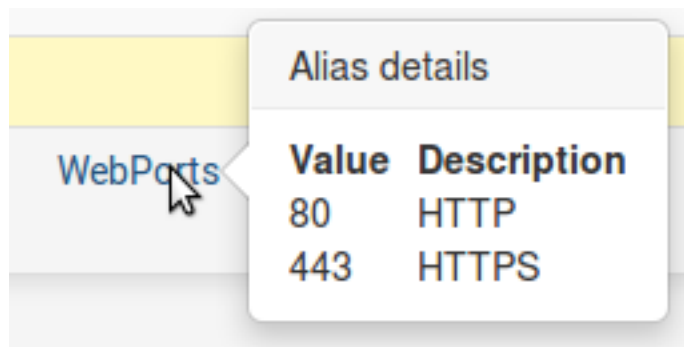 Alias details
WebPorts
Value Description
80 HTTP
443 HTTPS